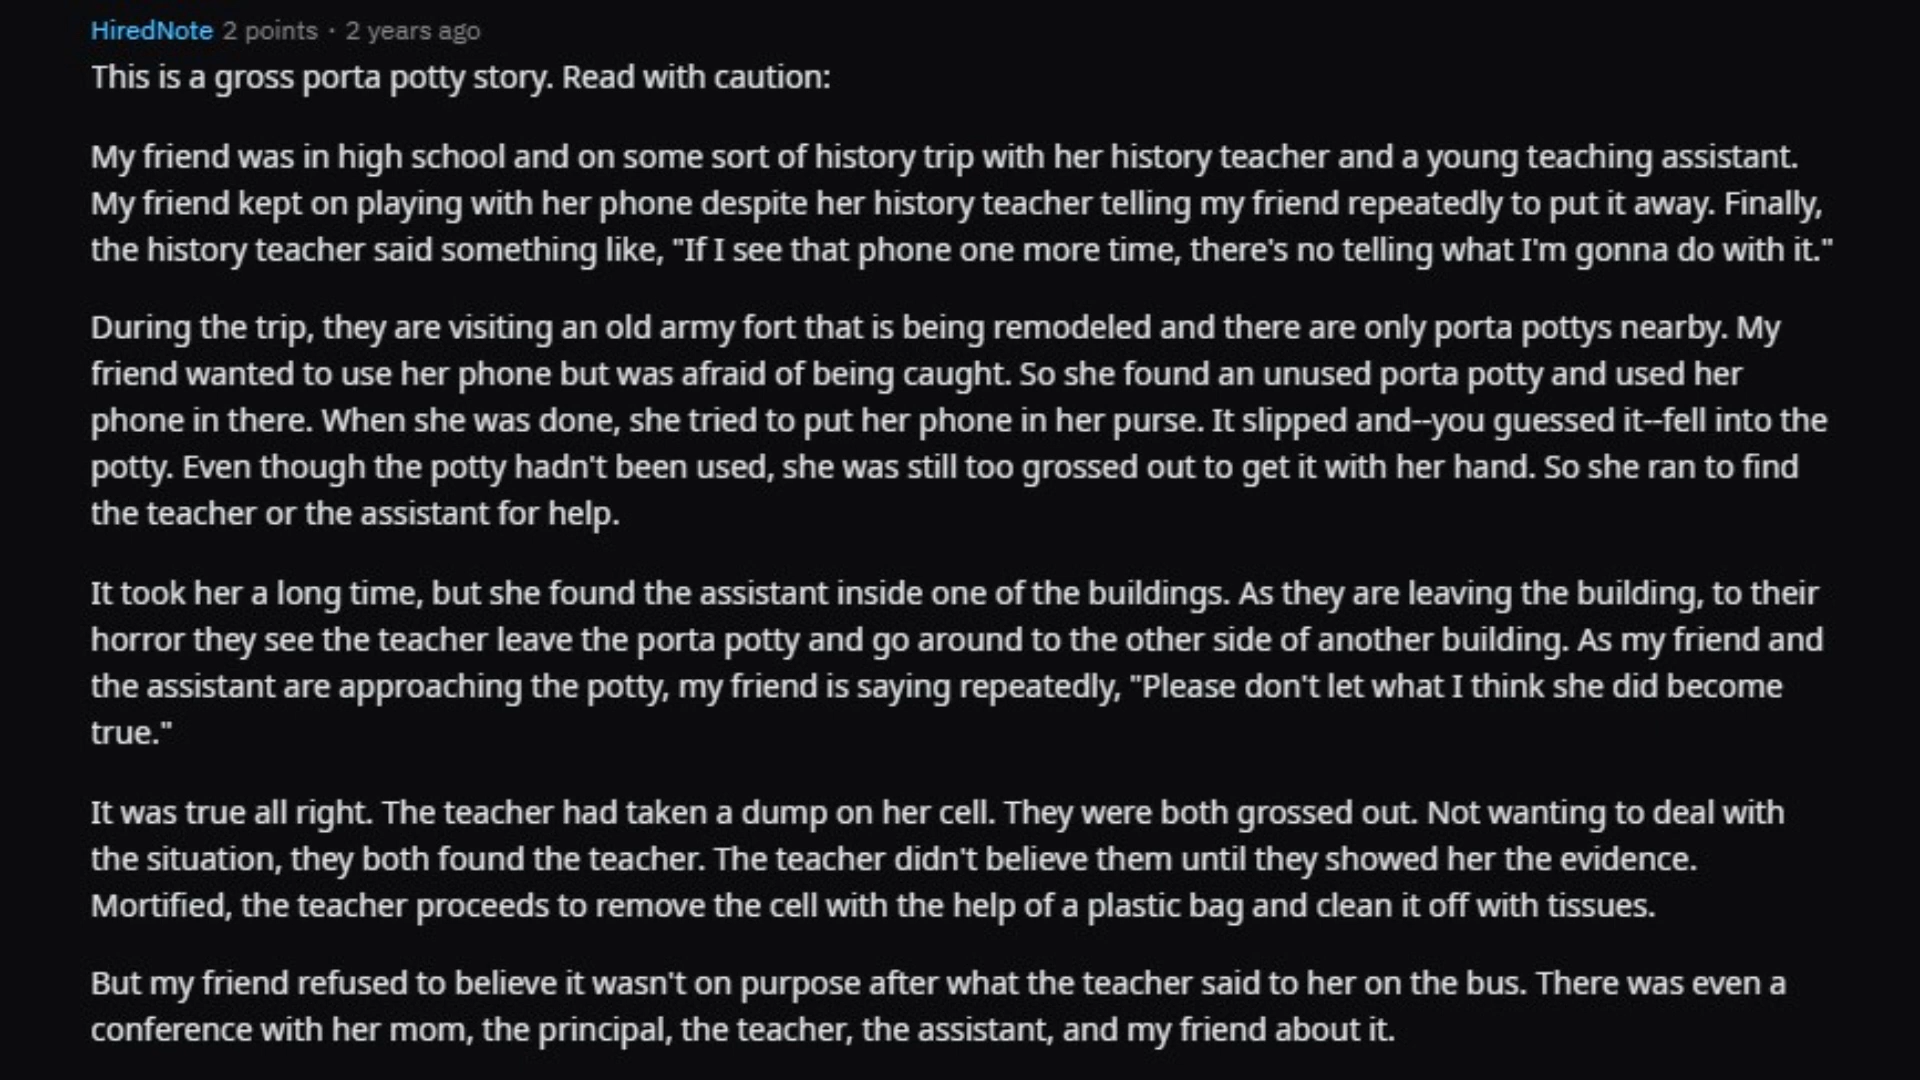 HiredNote 2 points · 2 years ago
This is a gross porta potty story. Read with caution:
My friend was in high school and on some sort of history trip with her history teacher and a young teaching assistant.
My friend kept on playing with her phone despite her history teacher telling my friend repeatedly to put it away. Finally,
the history teacher said something like, "If I see that phone one more time, there's no telling what I'm gonna do with it."
During the trip, they are visiting an old army fort that is being remodeled and there are only porta pottys nearby. My
friend wanted to use her phone but was afraid of being caught. So she found an unused porta potty and used her
phone in there. When she was done, she tried to put her phone in her purse. It slipped and--you guessed it--fell into the
potty. Even though the potty hadn't been used, she was still too grossed out to get it with her hand. So she ran to find
the teacher or the assistant for help.
It took her a long time, but she found the assistant inside one of the buildings. As they are leaving the building, to their
horror they see the teacher leave the porta potty and go around to the other side of another building. As my friend and
the assistant are approaching the potty, my friend is saying repeatedly, "Please don't let what I think she did become
true."
It was true all right. The teacher had taken a dump on her cell. They were both grossed out. Not wanting to deal with
the situation, they both found the teacher. The teacher didn't believe them until they showed her the evidence.
Mortified, the teacher proceeds to remove the cell with the help of a plastic bag and clean it off with tissues.
But my friend refused to believe it wasn't on purpose after what the teacher said to her on the bus. There was even a
conference with her mom, the principal, the teacher, the assistant, and my friend about it.